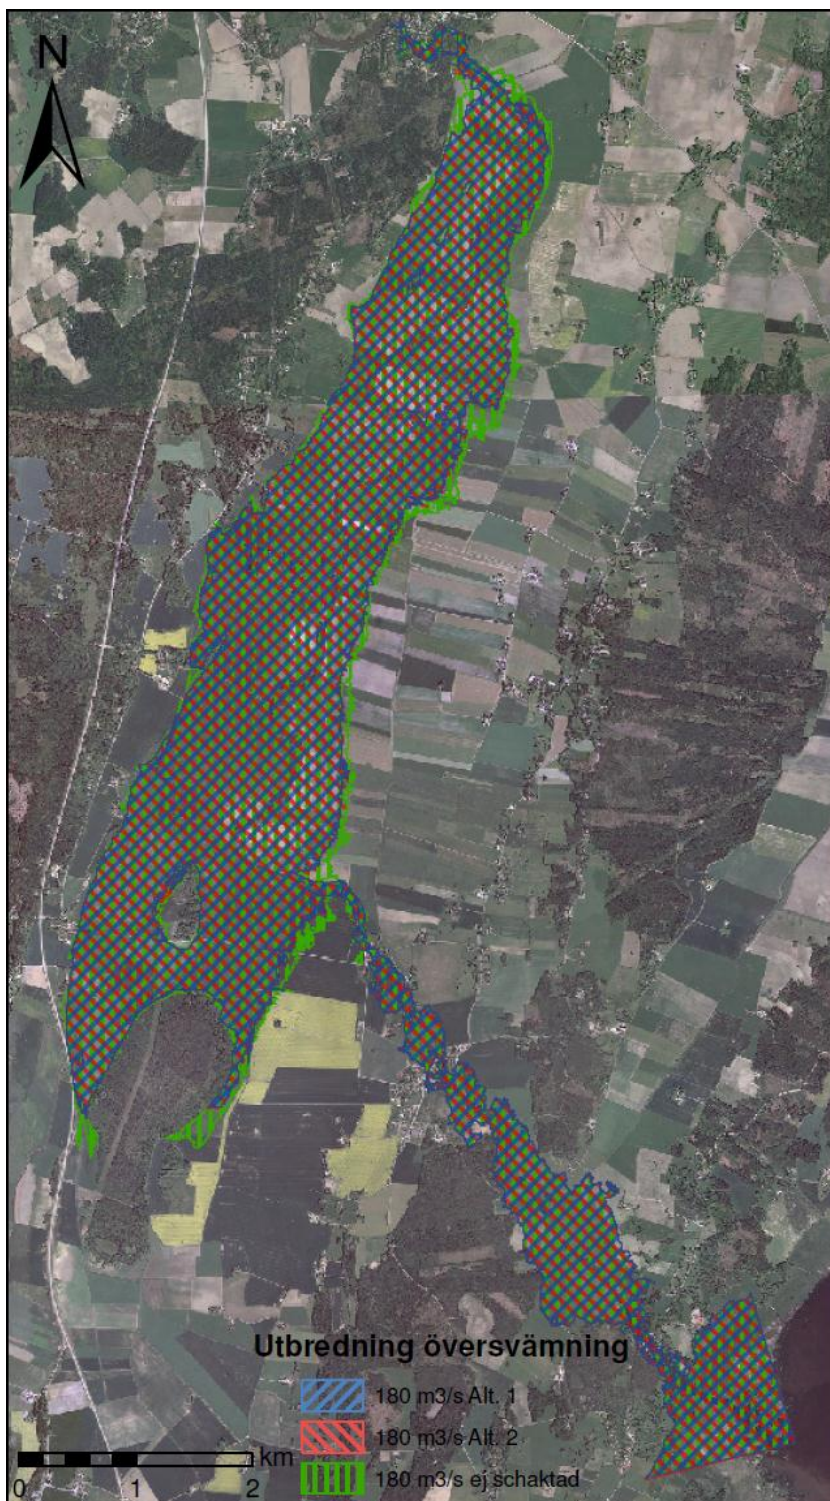 N
Utbredning översvämning
180 m3/s Alt. 1
180 m3/s Alt. 2
180 m3/s ej schaktad
km
0 1 2